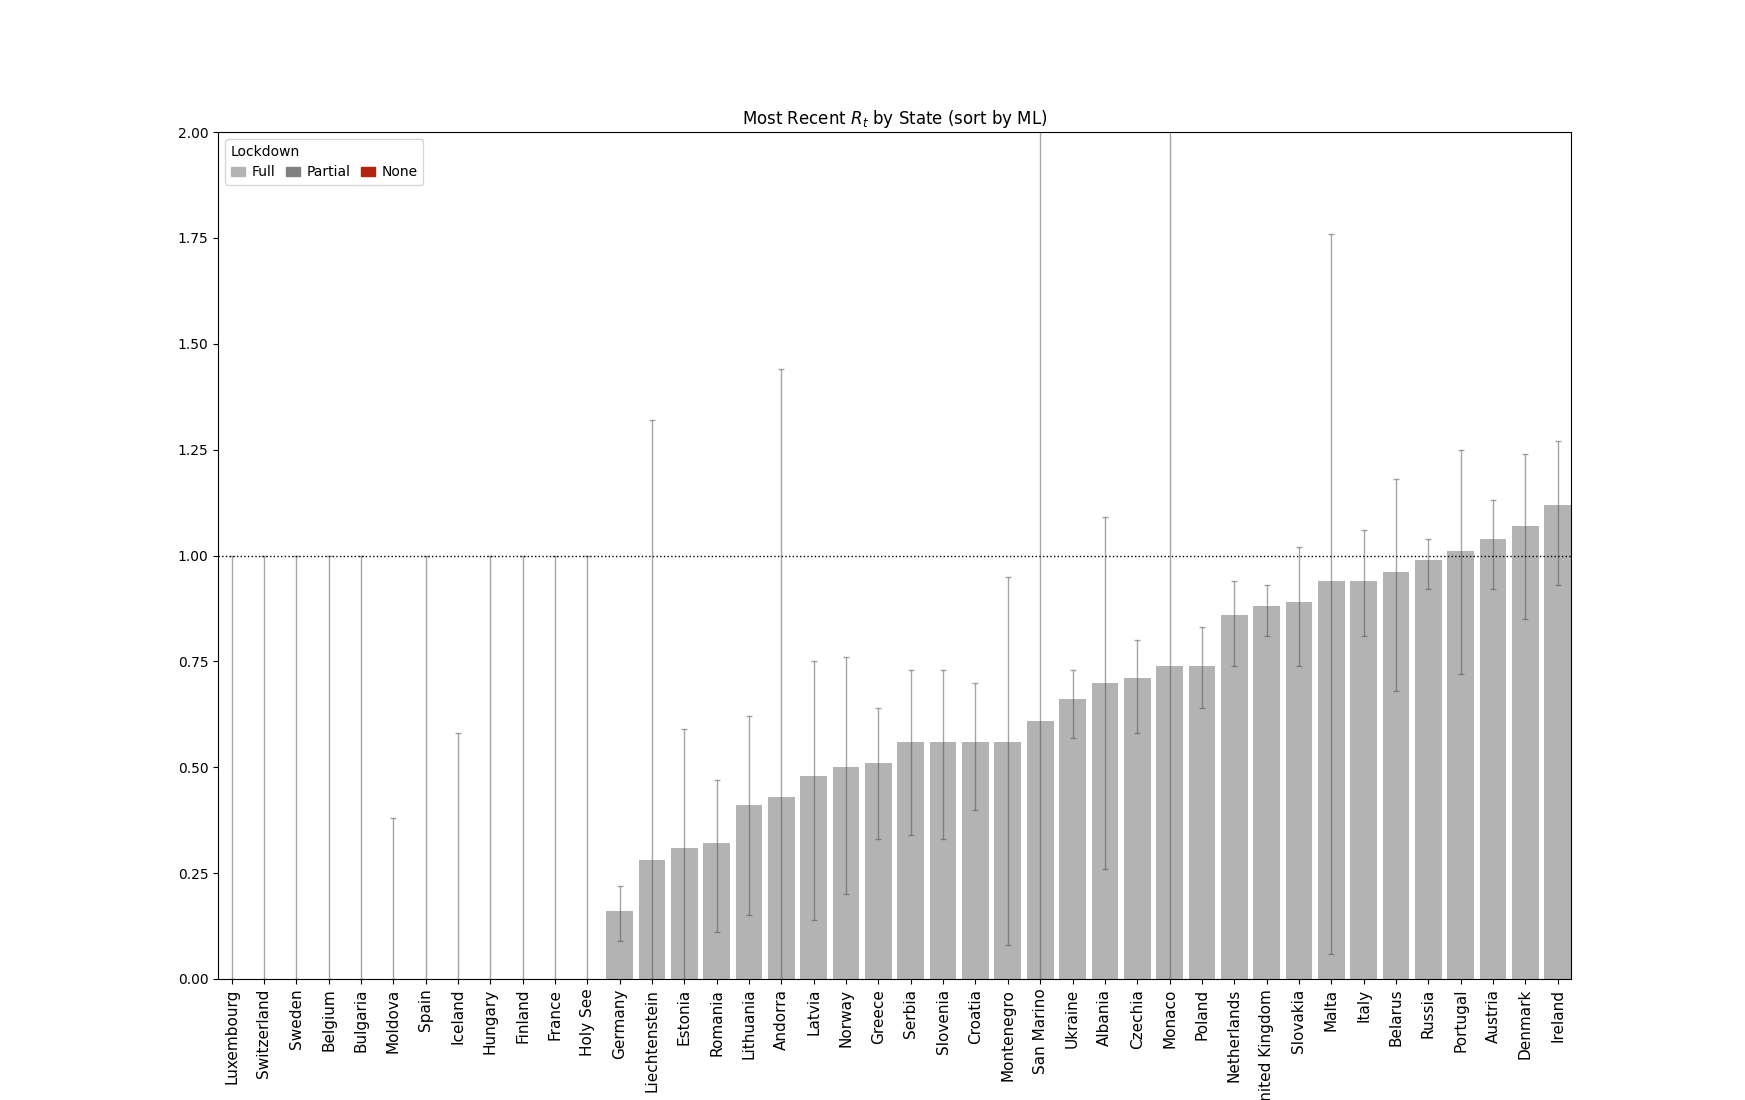 Most Recent Rt by State (sort by ML)
2.00
Lockdown
Full Partial None
1.75
1.50
1.25
1.00
0.75
0.50
0.25
0.00
Luxembourg
Switzerland
Sweden
Belgium
Bulgaria
Moldova
Spain
Iceland
Hungary
Finland
France
Holy See
Germany
Liechtenstein
Estonia
Romania
Lithuania
Andorra
Latvia
Norway
Greece
Serbia
Slovenia
Croatia
Montenegro
San Marino
Ukraine
Albania
Czechia
Monaco
Poland
Netherlands
nited Kingdom
Slovakia
Malta
Italy
Belarus
Russia
Portugal
Austria
Denmark
Ireland